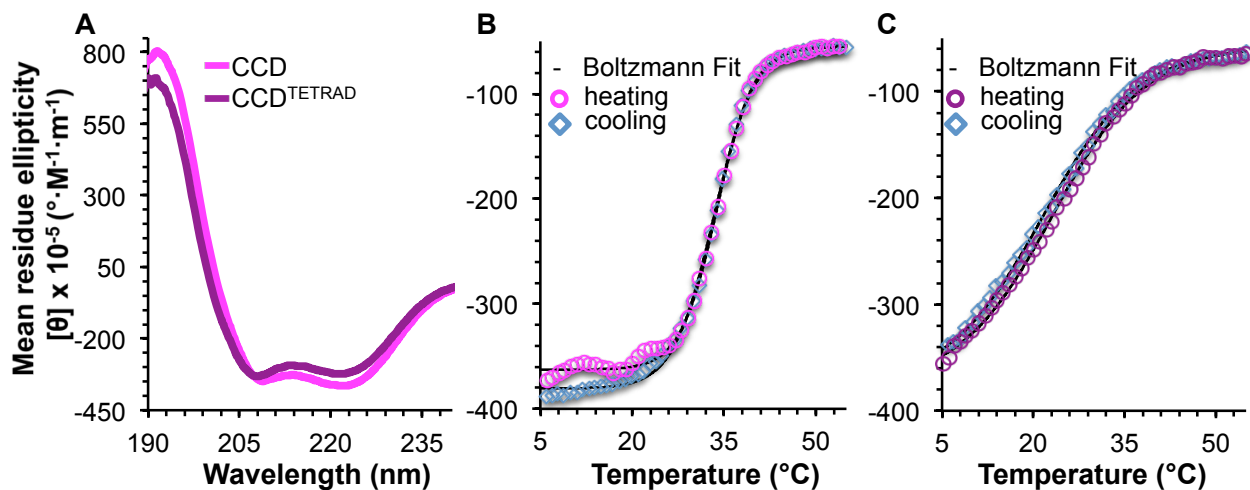 A
B
C
CCD
CCD^TETRAD
- Boltzmann Fit
heating
cooling
- Boltzmann Fit
heating
cooling
Mean residue ellipticity
[θ] x 10⁻⁵ (°·M⁻¹·m⁻¹)
800
550
300
50
-200
-450
190
205
220
235
Wavelength (nm)
-100
-200
-300
-400
5
20
35
50
Temperature (°C)
-100
-200
-300
-400
5
20
35
50
Temperature (°C)